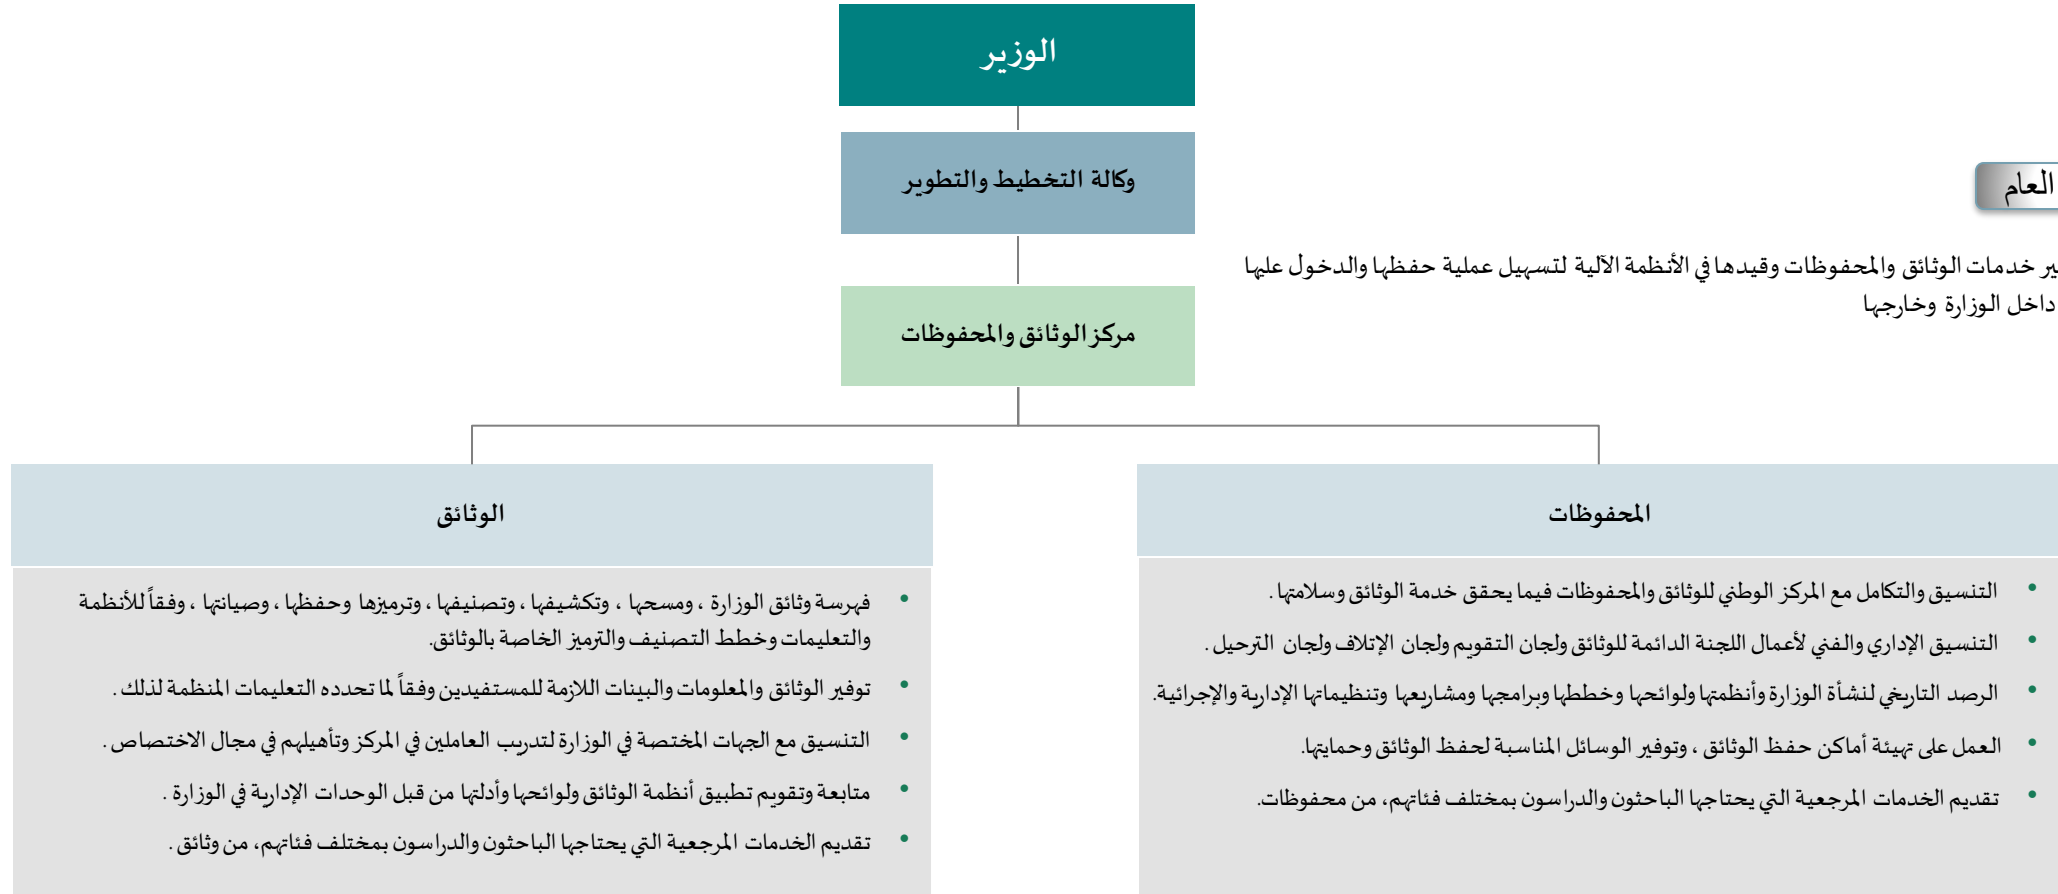 الوزير
وكالة التخطيط والتطوير
العام
ير خدمات الوثائق والمحفوظات وقيدها في الأنظمة الآلية لتسهيل عملية حفظها والدخول عليها
داخل الوزارة وخارجها
مركز الوثائق والمحفوظات
المحفوظات
• التنسيق والتكامل مع المركز الوطني للوثائق والمحفوظات فيما يحقق خدمة الوثائق وسلامتها .
• التنسيق الإداري والفني لأعمال اللجنة الدائمة للوثائق ولجان التقويم ولجان الإتلاف ولجان الترحيل .
• الرصد التاريخي لنشأة الوزارة وأنظمتها ولوائحها وخططها وبرامجها ومشاريعها وتنظيماتها الإدارية والإجرائية.
• العمل على تهيئة أماكن حفظ الوثائق ، وتوفير الوسائل المناسبة لحفظ الوثائق وحمايتها.
• تقديم الخدمات المرجعية التي يحتاجها الباحثون والدراسون بمختلف فئاتهم، من محفوظات.
الوثائق
• فهرسة وثائق الوزارة ، ومسحها ، وتكشيفها ، وتصنيفها ، وترميزها وحفظها ، وصيانتها ، وفقاً للأنظمة
والتعليمات وخطط التصنيف والترميز الخاصة بالوثائق.
• توفير الوثائق والمعلومات والبينات اللازمة للمستفيدين وفقاً لما تحدده التعليمات المنظمة لذلك .
• التنسيق مع الجهات المختصة في الوزارة لتدريب العاملين في المركز وتأهيلهم في مجال الاختصاص .
• متابعة وتقويم تطبيق أنظمة الوثائق ولوائحها وأدلتها من قبل الوحدات الإدارية في الوزارة .
• تقديم الخدمات المرجعية التي يحتاجها الباحثون والدراسون بمختلف فئاتهم، من وثائق .